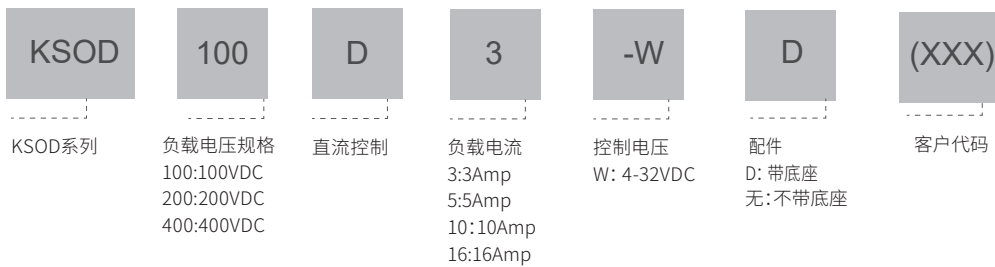 KSOD 100 D 3 -W D (XXX)
KSOD系列
负载电压规格
100:100VDC
200:200VDC
400:400VDC
直流控制
负载电流
3:3Amp
5:5Amp
10:10Amp
16:16Amp
控制电压
W: 4-32VDC
配件
D: 带底座
无:不带底座
客户代码